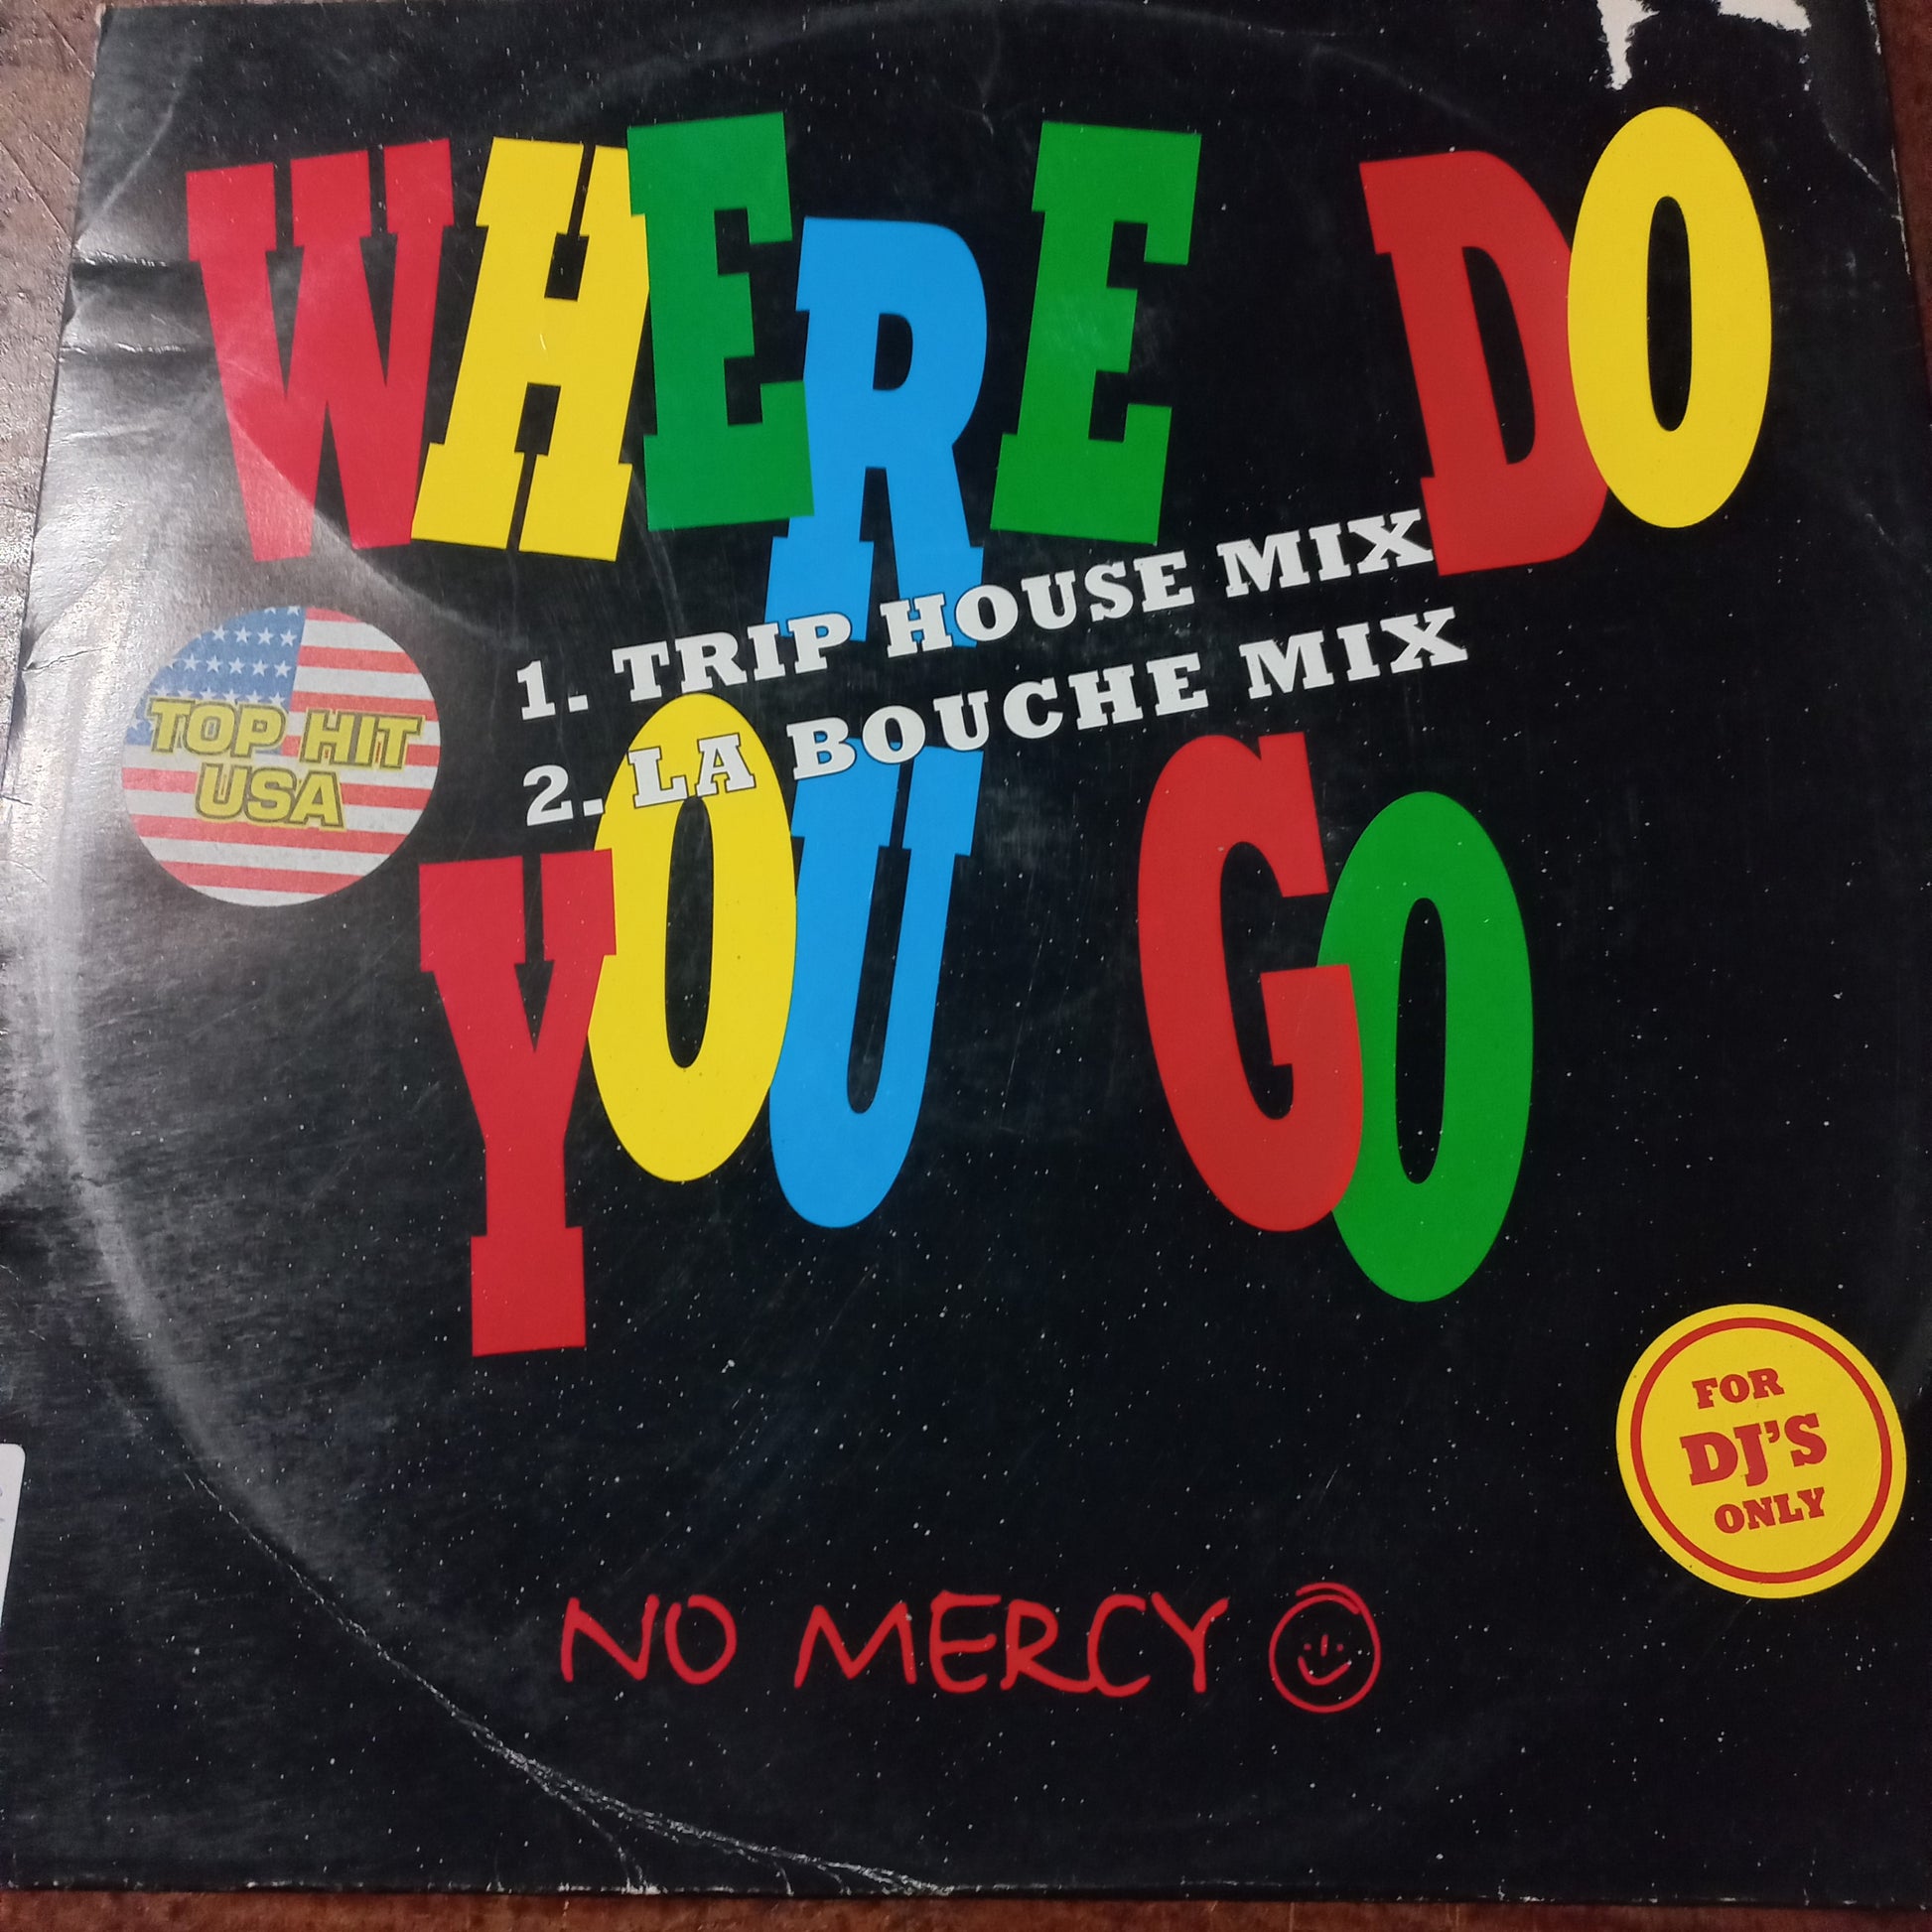 WHERE DO
1. TRIP HOUSE MIX
2. LA BOUCHE MIX
TOP HIT
USA
YOU GO
FOR
DJ'S
ONLY
NO MERCY